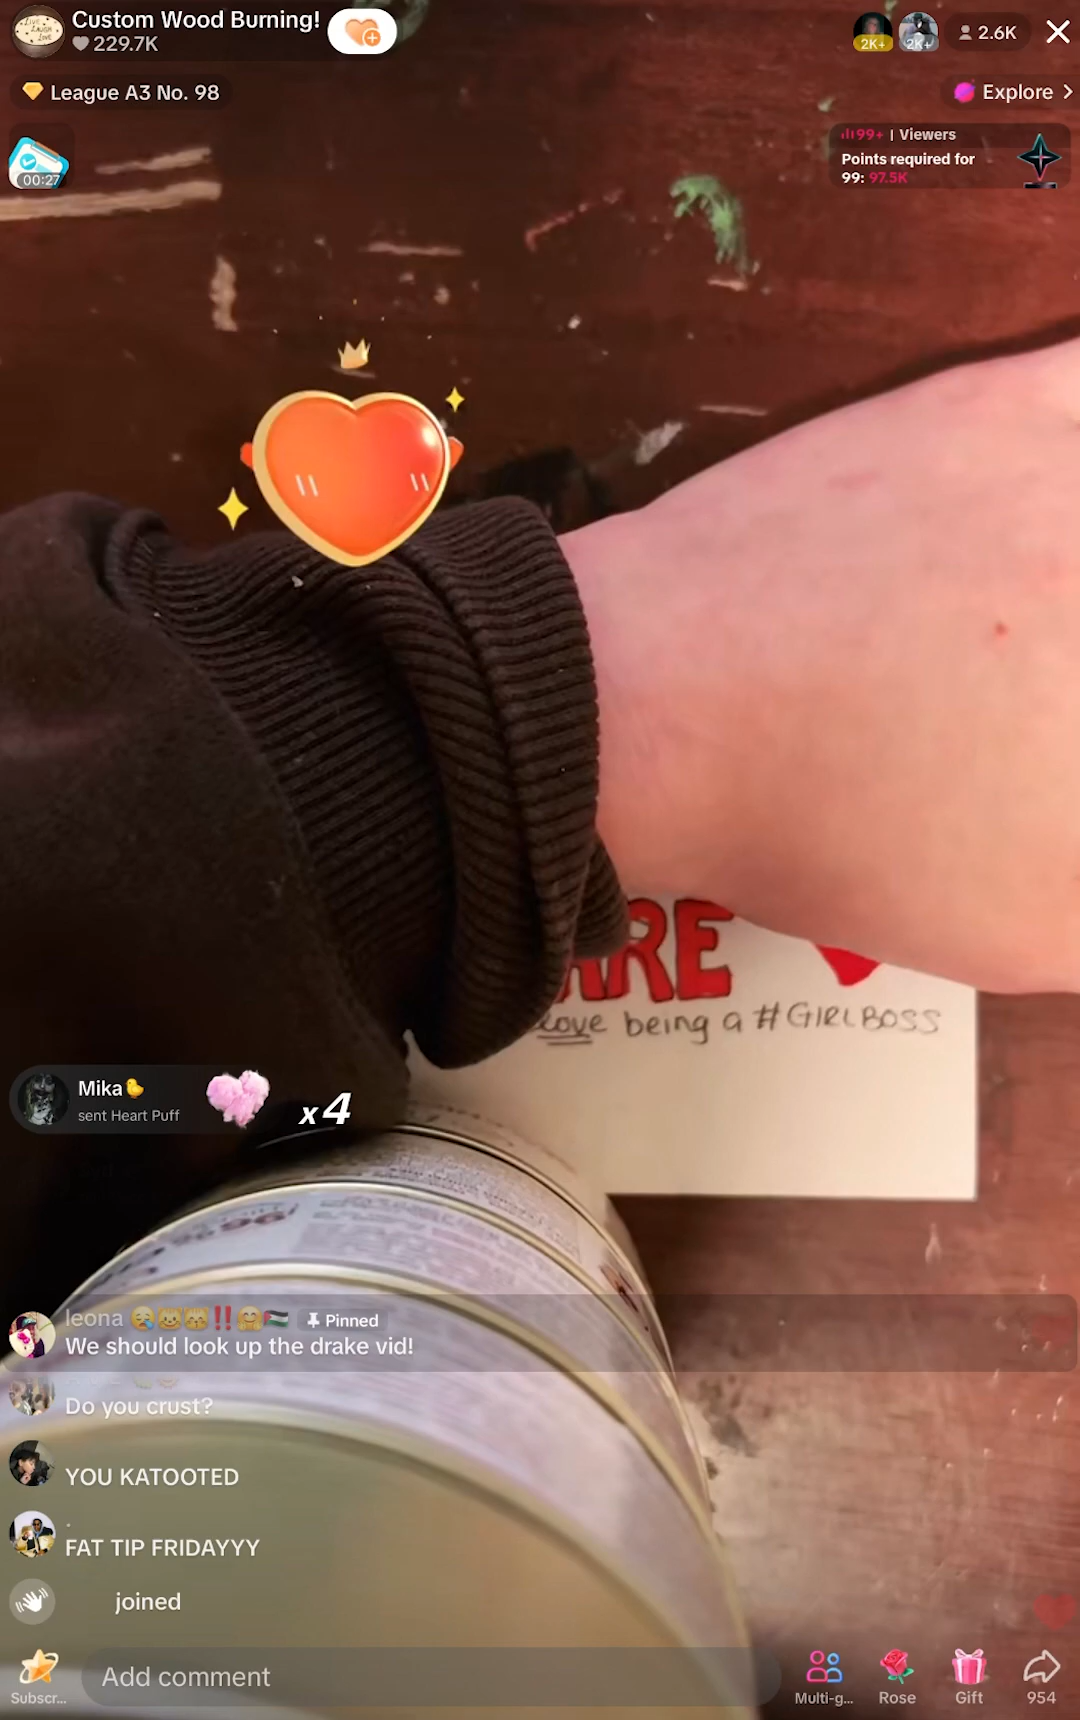 Custom Wood Burning!
229.7K
2K+
2K+
2.6K
League A3 No. 98
Explore
00:27
99+ | Viewers
Points required for
99: 97.5K
RE
love being a #GIRLBOSS
Mika
sent Heart Puff
x4
leona
Pinned
We should look up the drake vid!
Do you crust?
YOU KATOOTED
FAT TIP FRIDAYYY
joined
Add comment
Subscr...
Multi-g...
Rose
Gift
954